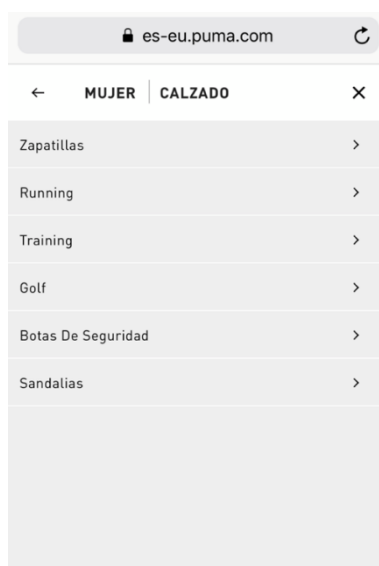 es-eu.puma.com
MUJER CALZADO
Zapatillas
Running
Training
Golf
Botas De Seguridad
Sandalias